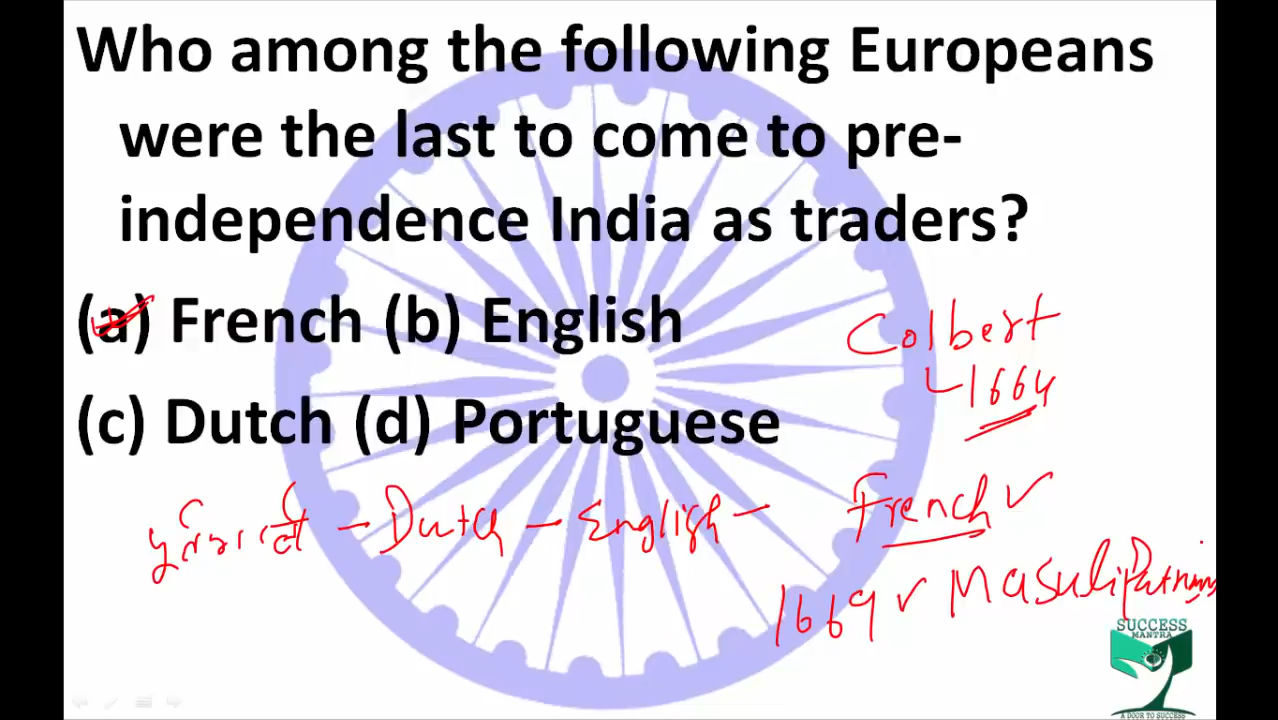 Who among the following Europeans
were the last to come to pre-
independence India as traders?
(a) French (b) English
(c) Dutch (d) Portuguese
Colbert
1664
पुर्तगाली - Dutch - English - French ✓
1669 ✓ Masulipatnam
SUCCESS
MANTRA
A DOOR TO SUCCESS